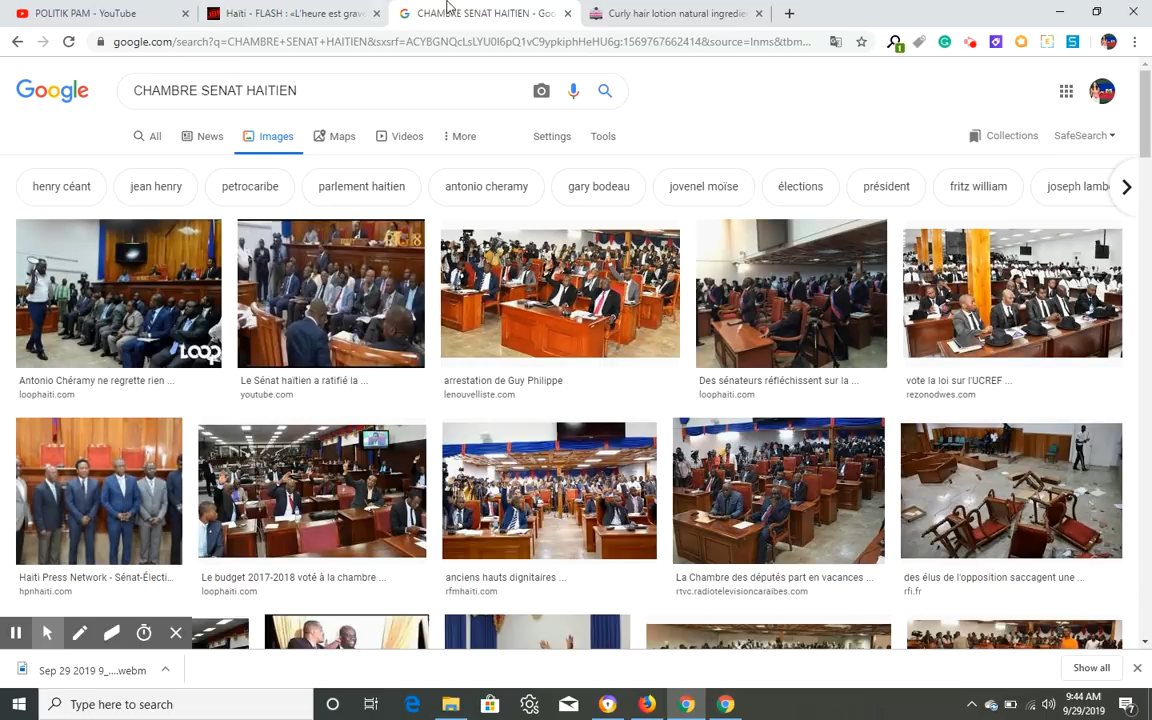 POLITIK PAM - YouTube
Haïti - FLASH : «L'heure est grav
CHAMBRE SENAT HAITIEN - Goo
Curly hair lotion natural ingredie
google.com/search?q=CHAMBRE+SENAT+HAITIEN&sxsrf=ACYBGNQcLsLYU0I6pQ1vC9ypkiphHeHU6g:1569767662414&source=lnms&tbm...
1
Google
CHAMBRE SENAT HAITIEN
All
News
Images
Maps
Videos
More
Settings
Tools
Collections
SafeSearch
henry céant
jean henry
petrocaribe
parlement haitien
antonio cheramy
gary bodeau
jovenel moïse
élections
président
fritz william
joseph lambe
LOOP
Antonio Chéramy ne regrette rien ...
loophaiti.com
Le Sénat haïtien a ratifié la ...
youtube.com
arrestation de Guy Philippe
lenouvelliste.com
Des sénateurs réfléchissent sur la ...
loophaiti.com
vote la loi sur l'UCREF ...
rezonodwes.com
Haiti Press Network - Sénat-Électi...
hpnhaiti.com
Le budget 2017-2018 voté à la chambre ...
loophaiti.com
anciens hauts dignitaires ...
rfmhaiti.com
La Chambre des députés part en vacances ...
rtvc.radiotelevisioncaraibes.com
des élus de l'opposition saccagent une ...
rfi.fr
Sep 29 2019 9_....webm
Show all
Type here to search
9:44 AM
9/29/2019
7